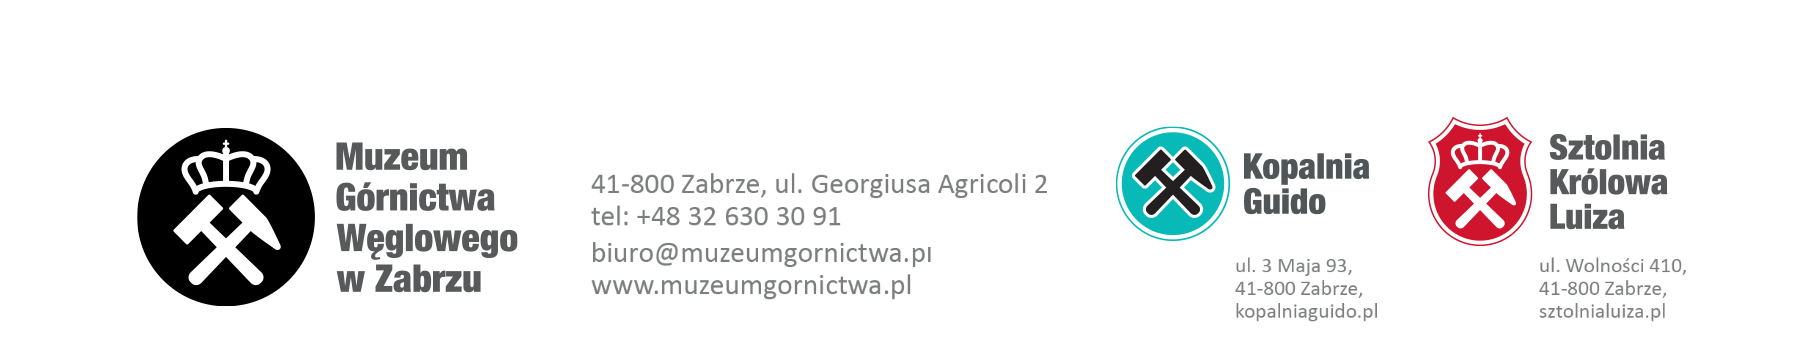 Muzeum
Górnictwa
Węglowego
w Zabrzu
41-800 Zabrze, ul. Georgiusa Agricoli 2
tel: +48 32 630 30 91
biuro@muzeumgornictwa.pl
www.muzeumgornictwa.pl
Kopalnia
Guido
ul. 3 Maja 93,
41-800 Zabrze,
kopalniaguido.pl
Sztolnia
Królowa
Luiza
ul. Wolności 410,
41-800 Zabrze,
sztolnialuiza.pl